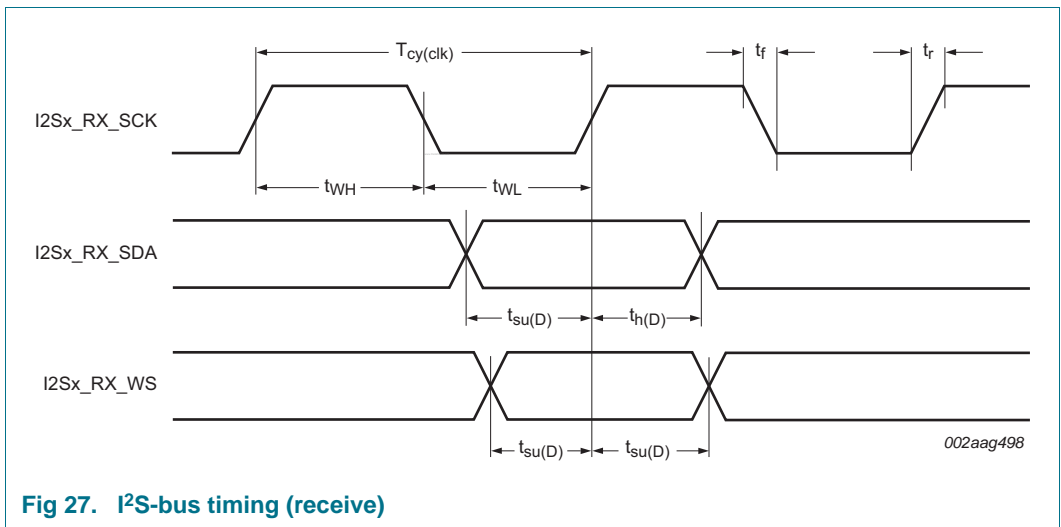 Tcy(clk)
tf
tr
I2Sx_RX_SCK
tWH
tWL
I2Sx_RX_SDA
tsu(D)
th(D)
I2Sx_RX_WS
tsu(D)
tsu(D)
002aag498
Fig 27. I2S-bus timing (receive)